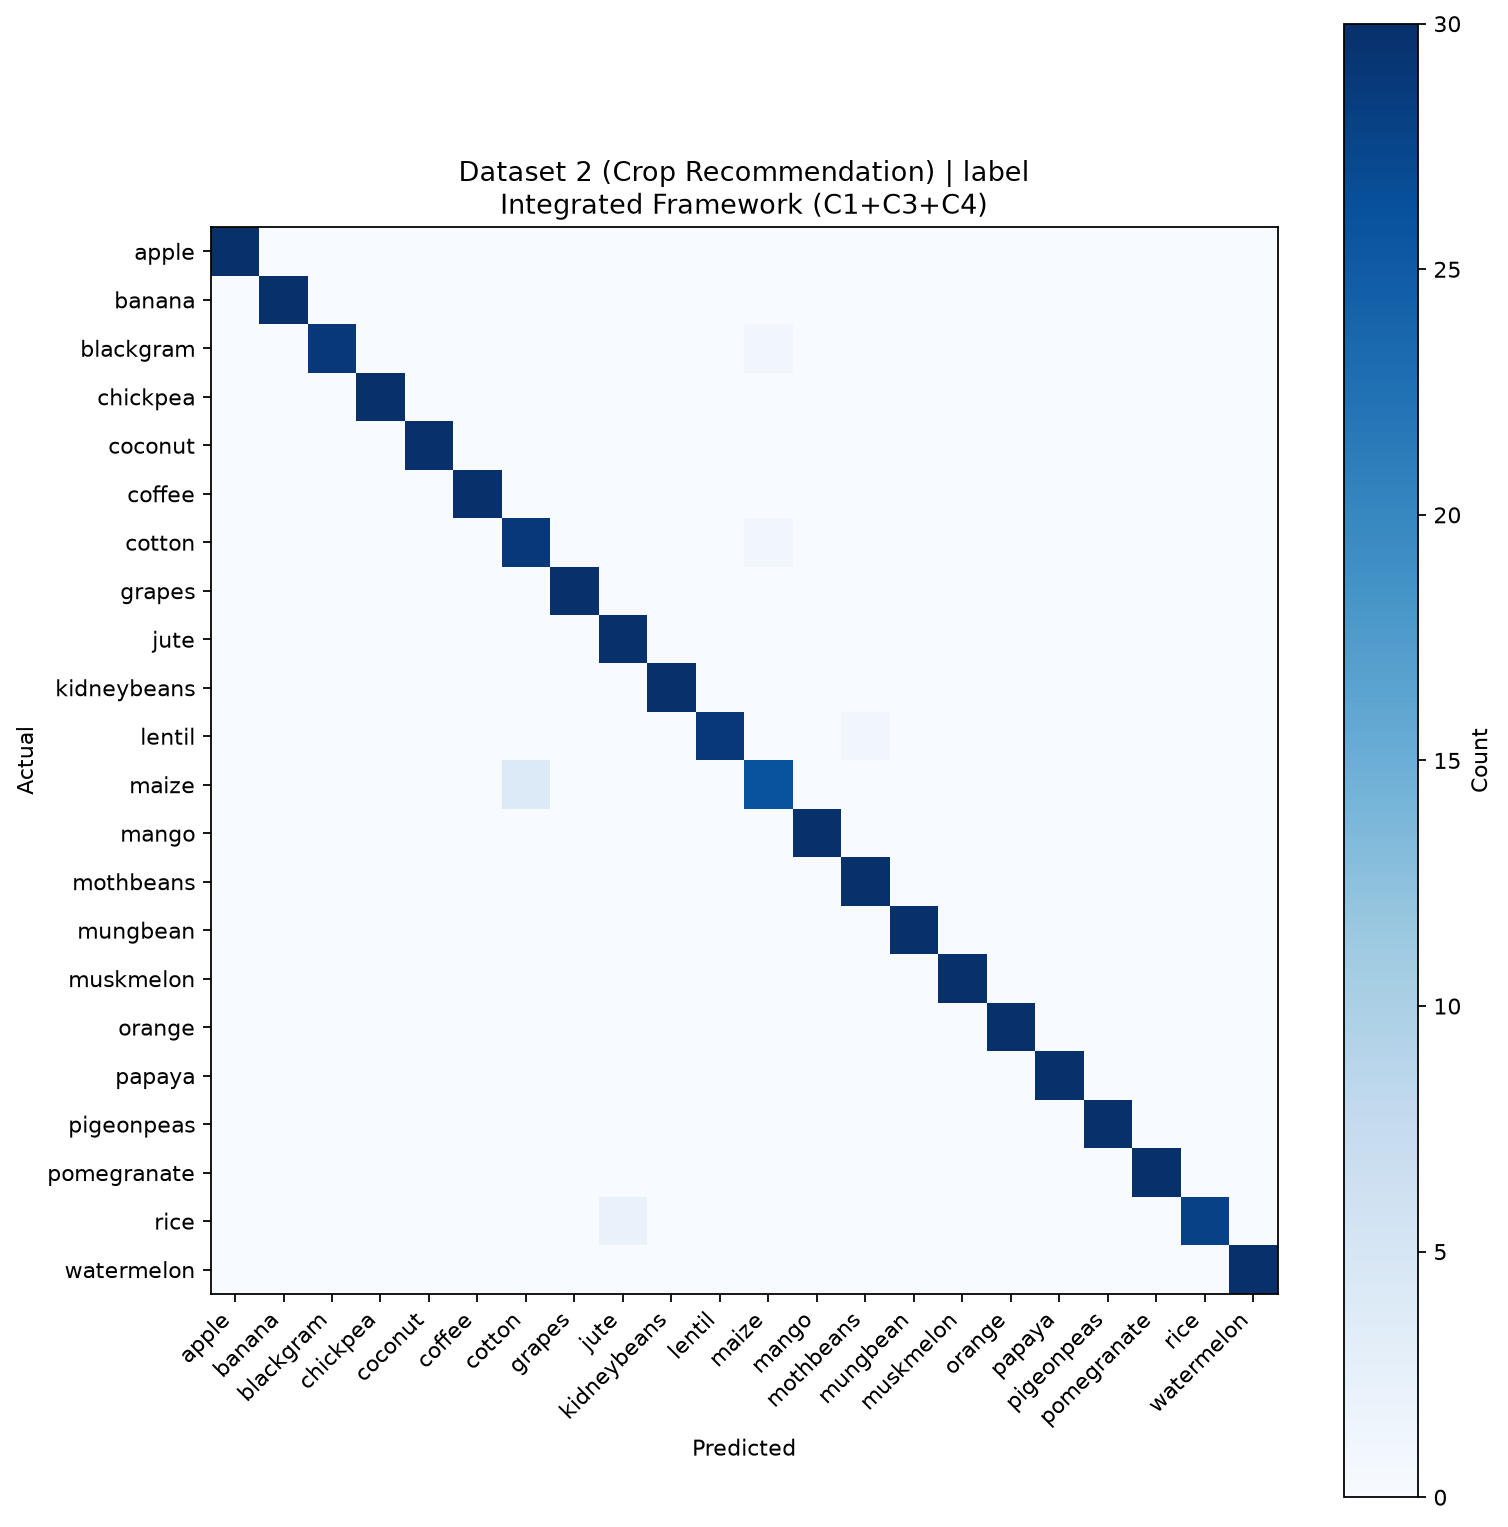 Dataset 2 (Crop Recommendation) | label
Integrated Framework (C1+C3+C4)
Actual
apple
banana
blackgram
chickpea
coconut
coffee
cotton
grapes
jute
kidneybeans
lentil
maize
mango
mothbeans
mungbean
muskmelon
orange
papaya
pigeonpeas
pomegranate
rice
watermelon
apple
banana
blackgram
chickpea
coconut
coffee
cotton
grapes
jute
kidneybeans
lentil
maize
mango
mothbeans
mungbean
muskmelon
orange
papaya
pigeonpeas
pomegranate
rice
watermelon
Predicted
30
25
20
15
10
5
0
Count